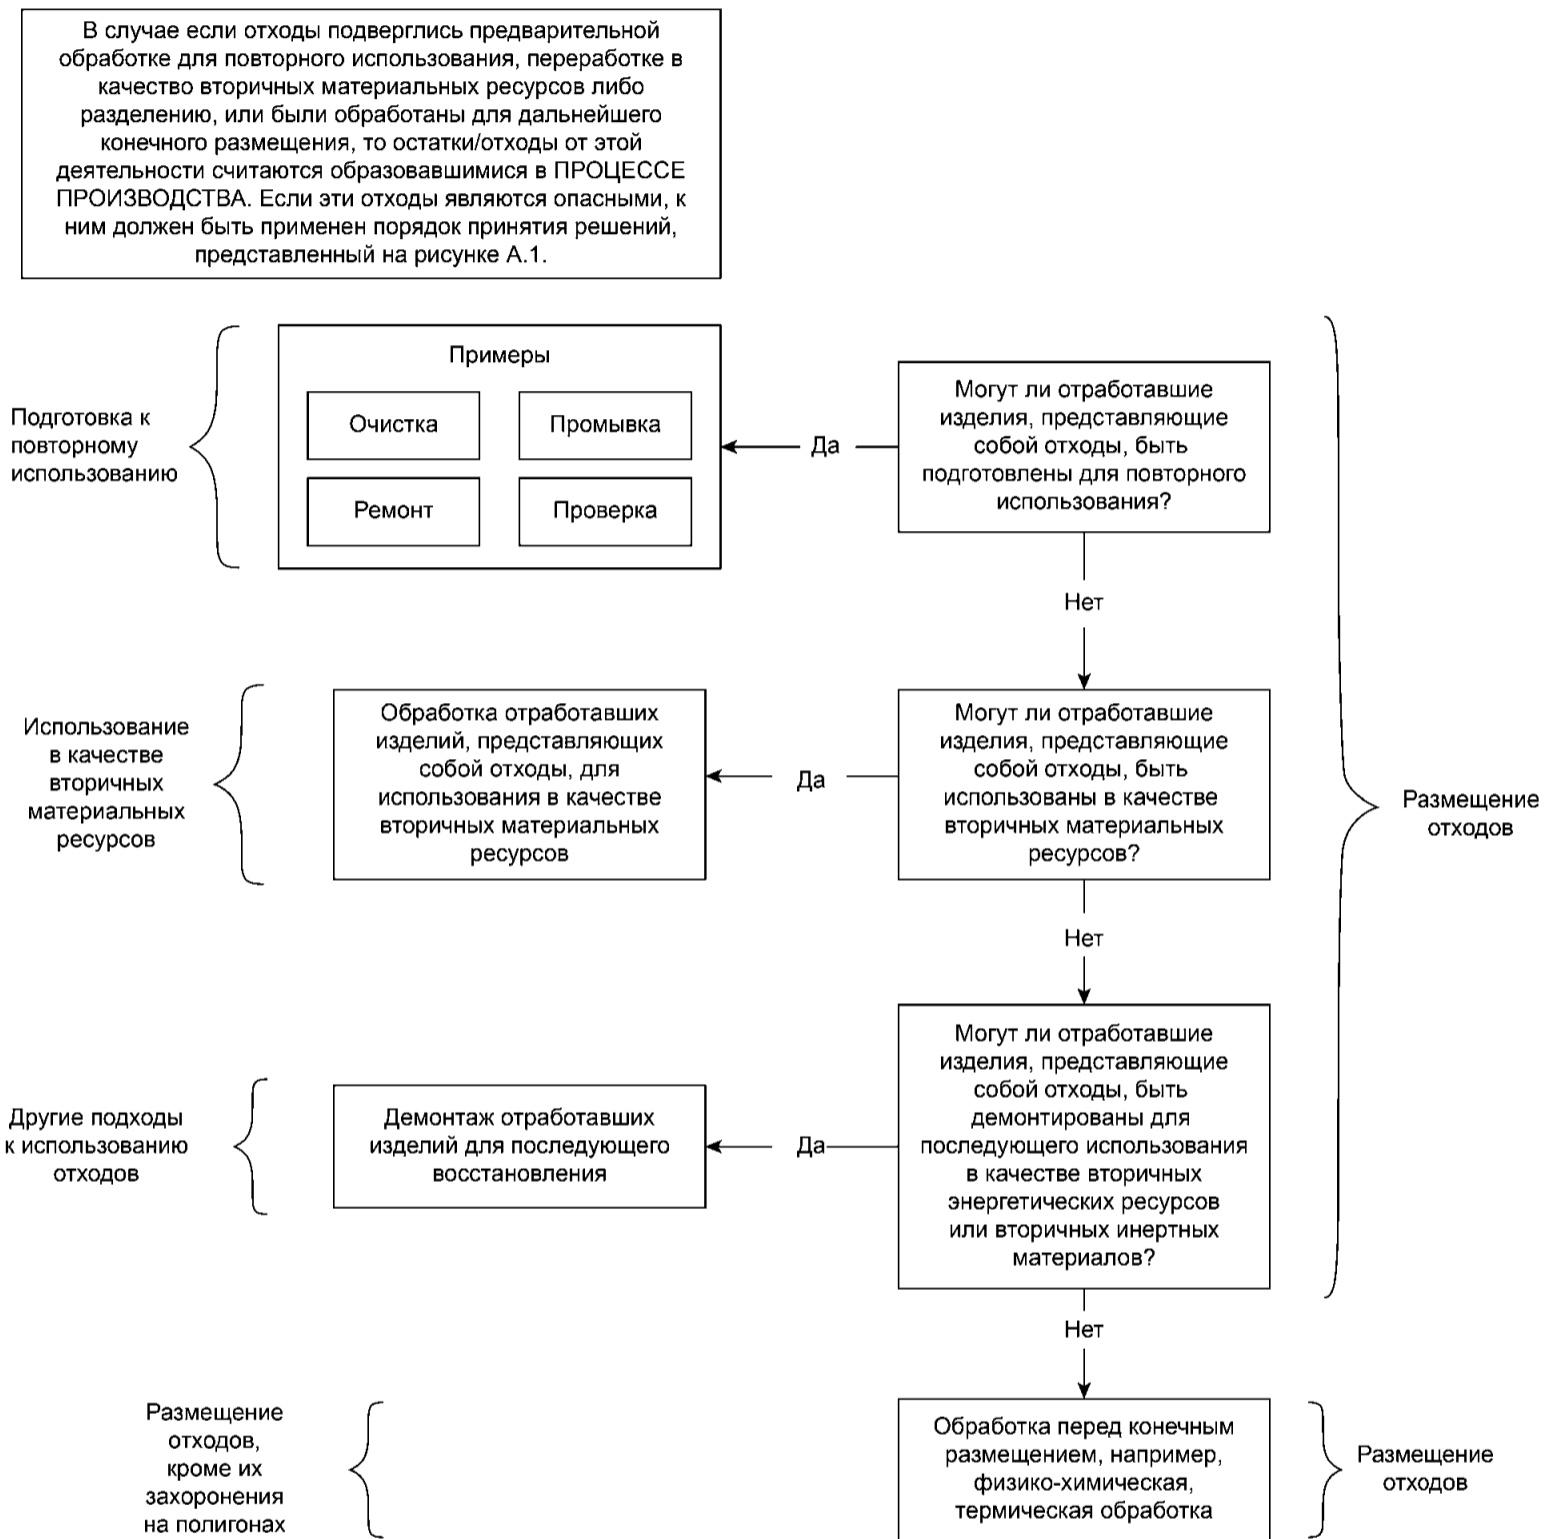 В случае если отходы подверглись предварительной
обработке для повторного использования, переработке в
качество вторичных материальных ресурсов либо
разделению, или были обработаны для дальнейшего
конечного размещения, то остатки/отходы от этой
деятельности считаются образовавшимися в ПРОЦЕССЕ
ПРОИЗВОДСТВА. Если эти отходы являются опасными, к
ним должен быть применен порядок принятия решений,
представленный на рисунке А.1.
Подготовка к
повторному
использованию
Примеры
Очистка
Промывка
Ремонт
Проверка
Да
Могут ли отработавшие
изделия, представляющие
собой отходы, быть
подготовлены для повторного
использования?
Нет
Использование
в качестве
вторичных
материальных
ресурсов
Обработка отработавших
изделий, представляющих
собой отходы, для
использования в качестве
вторичных материальных
ресурсов
Да
Могут ли отработавшие
изделия, представляющие
собой отходы, быть
использованы в качестве
вторичных материальных
ресурсов?
Размещение
отходов
Нет
Другие подходы
к использованию
отходов
Демонтаж отработавших
изделий для последующего
восстановления
Да
Могут ли отработавшие
изделия, представляющие
собой отходы, быть
демонтированы для
последующего использования
в качестве вторичных
энергетических ресурсов
или вторичных инертных
материалов?
Нет
Размещение
отходов,
кроме их
захоронения
на полигонах
Обработка перед конечным
размещением, например,
физико-химическая,
термическая обработка
Размещение
отходов